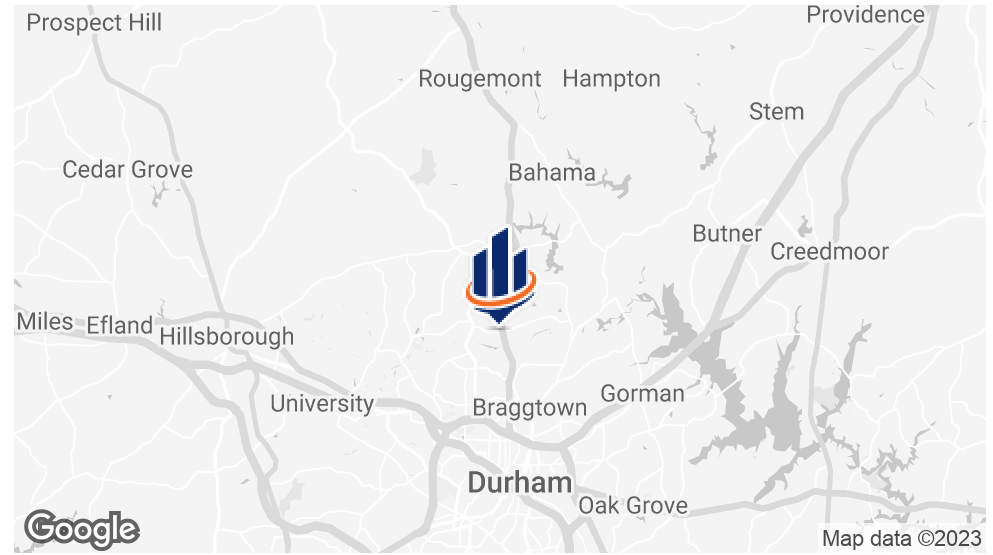 Prospect Hill
Providence
Rougemont
Hampton
Stem
Cedar Grove
Bahama
Butner
Creedmoor
Miles
Efland
Hillsborough
University
Braggtown
Gorman
Durham
Oak Grove
Google
Map data ©2023